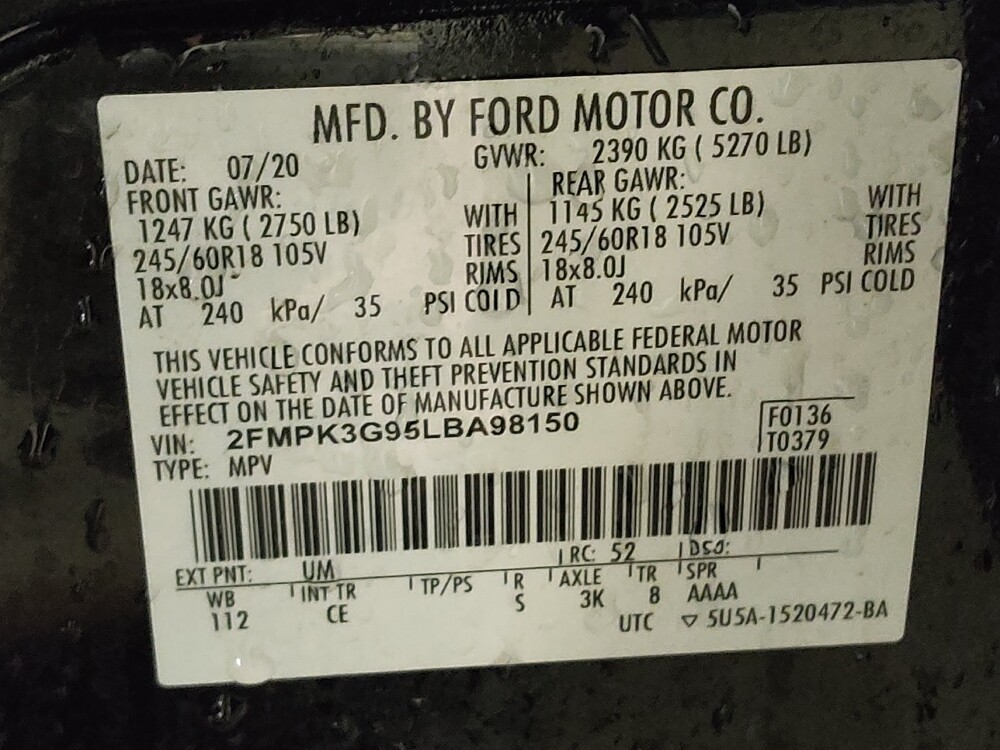 MFD. BY FORD MOTOR CO.
DATE: 07/20 GVWR: 2390 KG ( 5270 LB)
FRONT GAWR: REAR GAWR:
1247 KG ( 2750 LB) WITH 1145 KG ( 2525 LB) WITH
245/60R18 105V TIRES 245/60R18 105V TIRES
18x8.0J RIMS 18x8.0J RIMS
AT 240 kPa/ 35 PSI COLD AT 240 kPa/ 35 PSI COLD
THIS VEHICLE CONFORMS TO ALL APPLICABLE FEDERAL MOTOR
VEHICLE SAFETY AND THEFT PREVENTION STANDARDS IN
EFFECT ON THE DATE OF MANUFACTURE SHOWN ABOVE.
VIN: 2FMPK3G95LBA98150 F0136
TYPE: MPV T0379
EXT PNT: UM RC: 52 DSO:
WB INT TR TP/PS R AXLE TR SPR
112 CE S 3K 8 AAAA
UTC ▽ 5U5A-1520472-BA